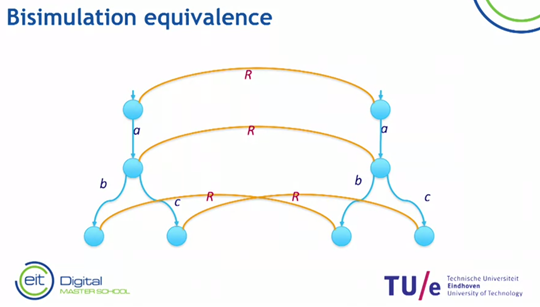 Bisimulation equivalence
R
a
a
R
b
b
c
R
R
c
eit Digital
MASTER SCHOOL
TU/e
Technische Universiteit
Eindhoven
University of Technology